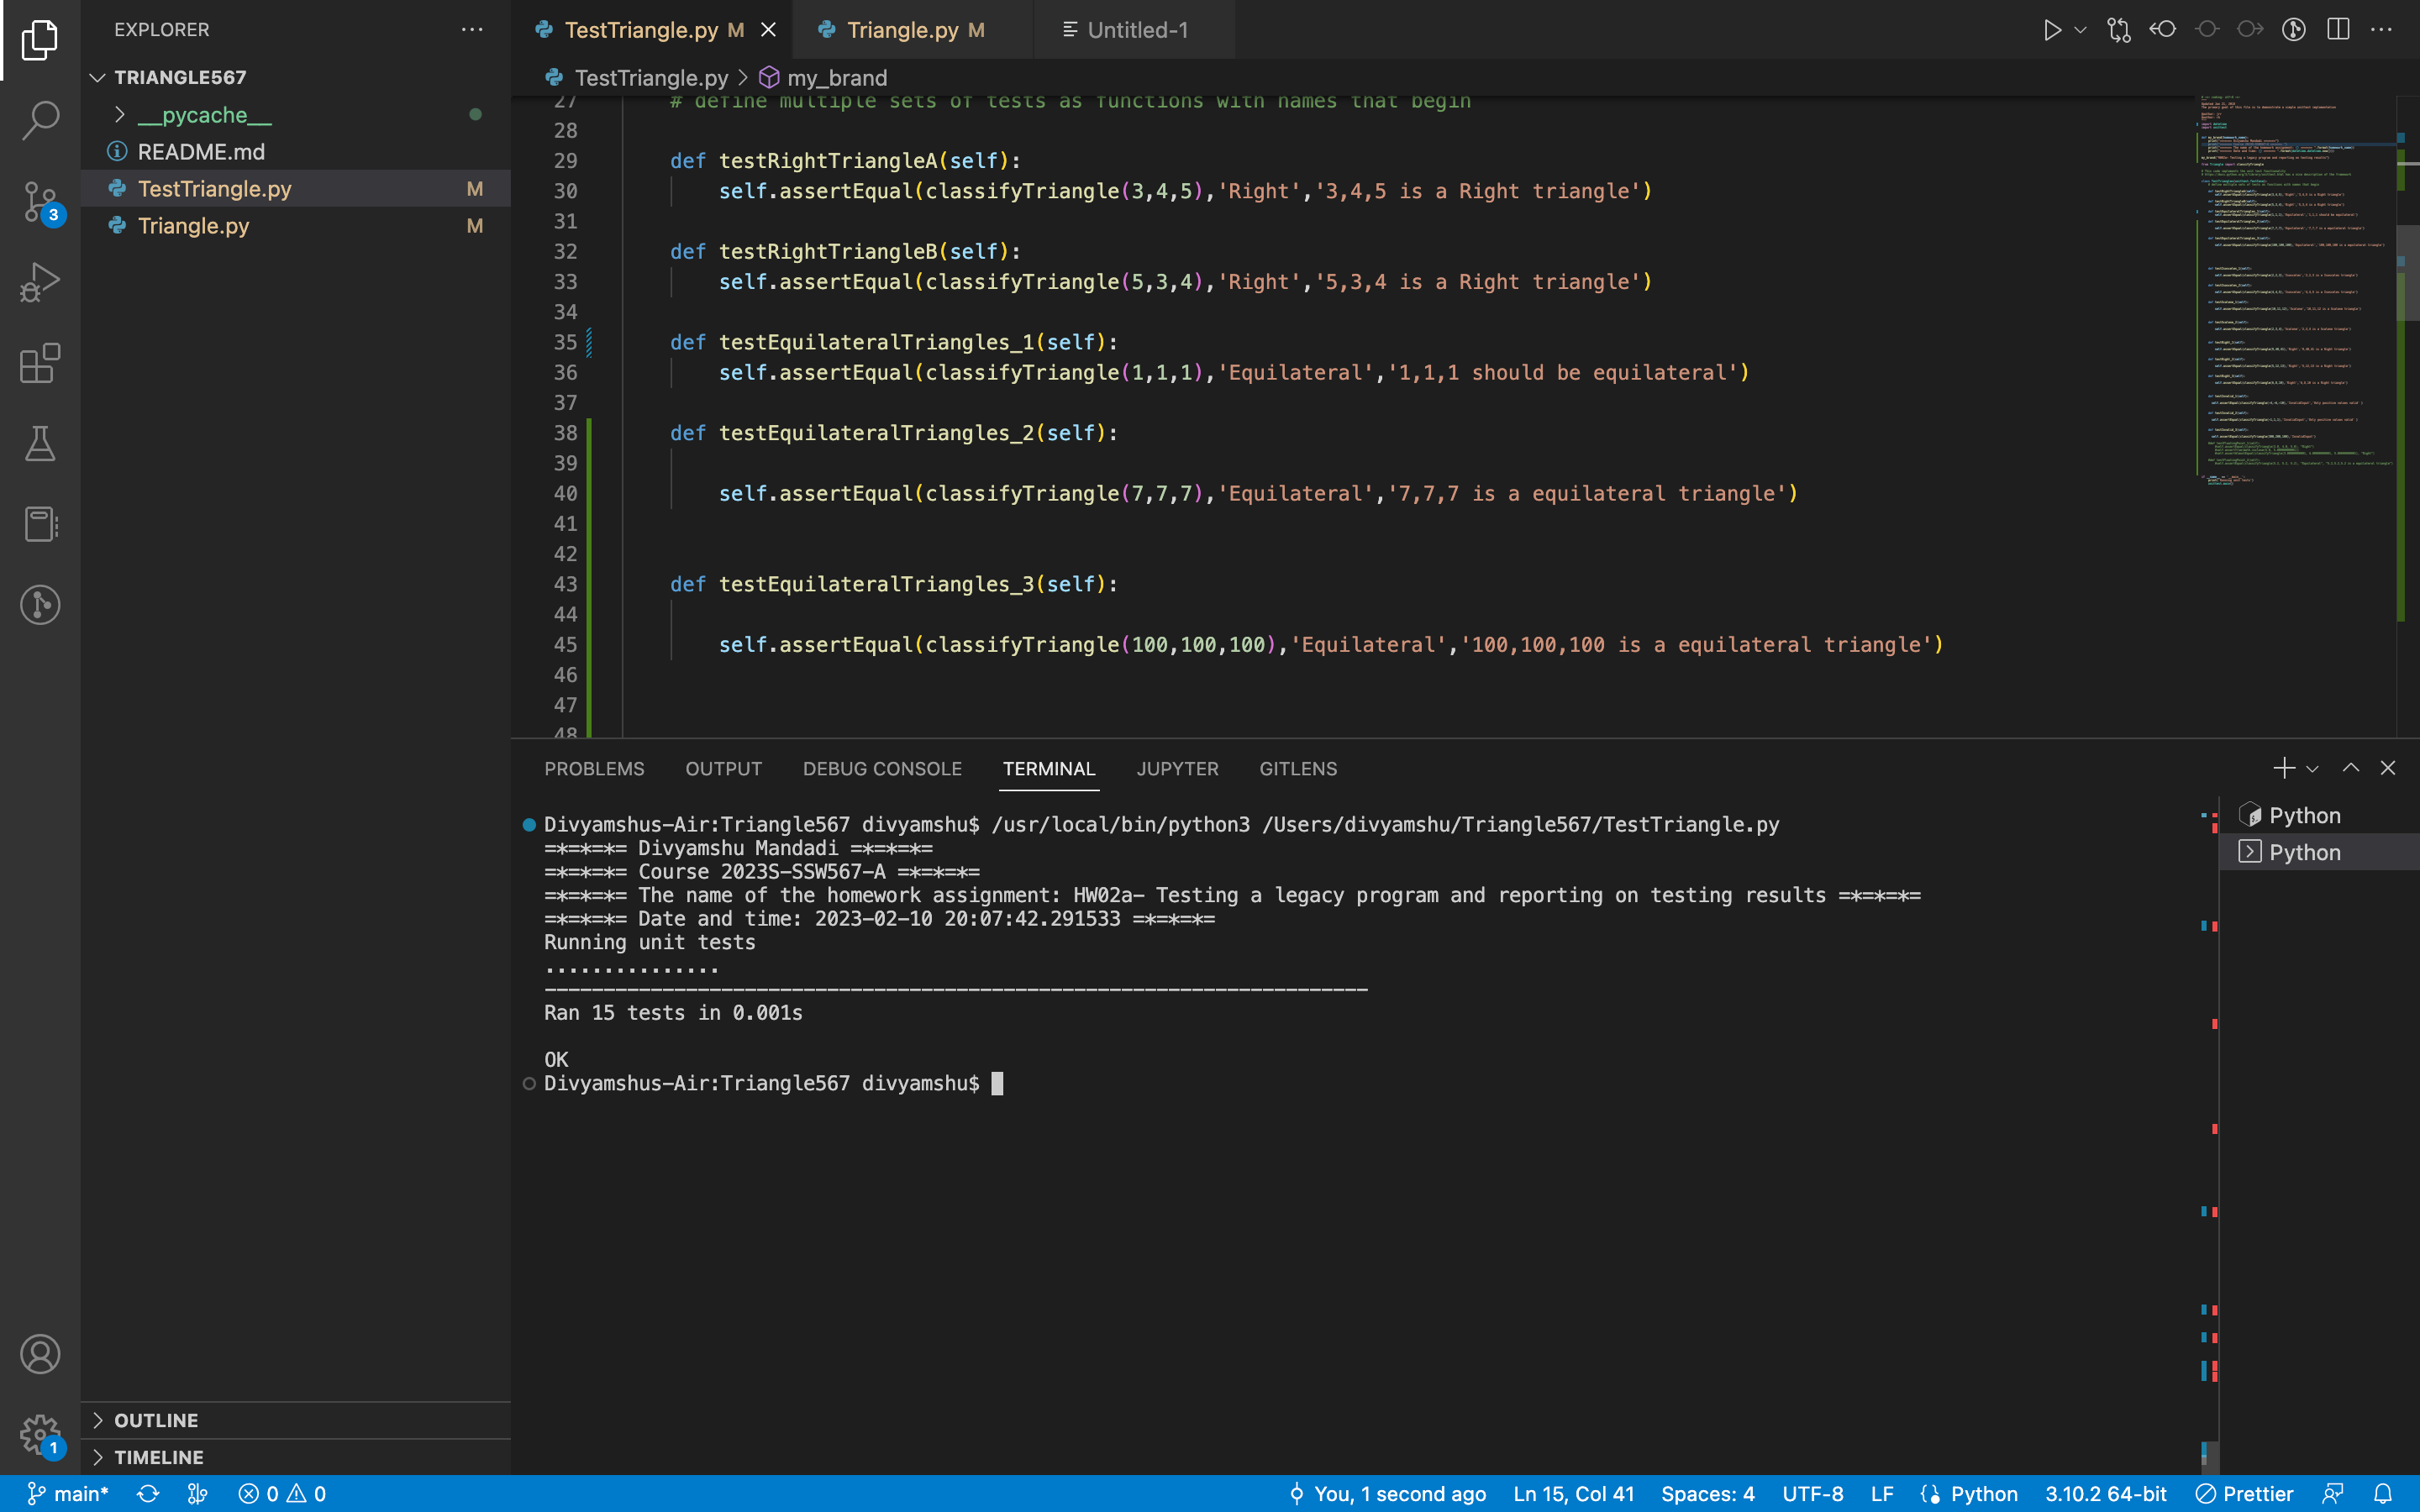 EXPLORER
TRIANGLE567
__pycache__
README.md
TestTriangle.py M
Triangle.py M
3
1
OUTLINE
TIMELINE
TestTriangle.py M
Triangle.py M
Untitled-1
TestTriangle.py > my_brand
27 # define multiple sets of tests as functions with names that begin
28
29 def testRightTriangleA(self):
30 self.assertEqual(classifyTriangle(3,4,5),'Right','3,4,5 is a Right triangle')
31
32 def testRightTriangleB(self):
33 self.assertEqual(classifyTriangle(5,3,4),'Right','5,3,4 is a Right triangle')
34
35 def testEquilateralTriangles_1(self):
36 self.assertEqual(classifyTriangle(1,1,1),'Equilateral','1,1,1 should be equilateral')
37
38 def testEquilateralTriangles_2(self):
39
40 self.assertEqual(classifyTriangle(7,7,7),'Equilateral','7,7,7 is a equilateral triangle')
41
42
43 def testEquilateralTriangles_3(self):
44
45 self.assertEqual(classifyTriangle(100,100,100),'Equilateral','100,100,100 is a equilateral triangle')
46
47
48
PROBLEMS OUTPUT DEBUG CONSOLE TERMINAL JUPYTER GITLENS
Divyamshus-Air:Triangle567 divyamshu$ /usr/local/bin/python3 /Users/divyamshu/Triangle567/TestTriangle.py
=*=*=*= Divyamshu Mandadi =*=*=*=
=*=*=*= Course 2023S-SSW567-A =*=*=*=
=*=*=*= The name of the homework assignment: HW02a- Testing a legacy program and reporting on testing results =*=*=*=
=*=*=*= Date and time: 2023-02-10 20:07:42.291533 =*=*=*=
Running unit tests
...............
----------------------------------------------------------------------
Ran 15 tests in 0.001s
OK
Divyamshus-Air:Triangle567 divyamshu$
Python
Python
main* 0 0 You, 1 second ago Ln 15, Col 41 Spaces: 4 UTF-8 LF Python 3.10.2 64-bit Prettier